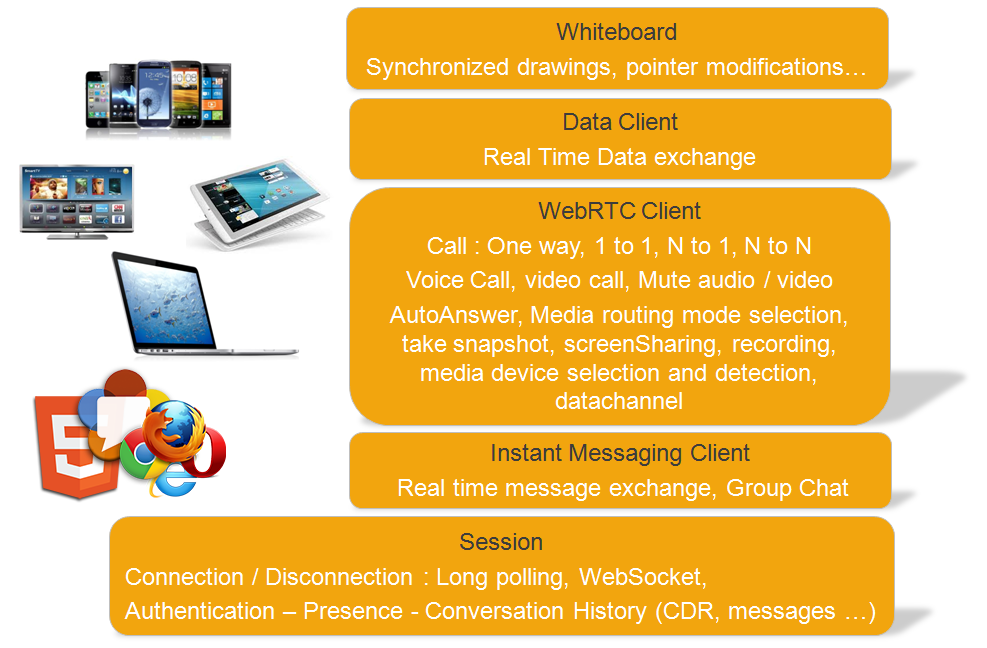 Whiteboard
Synchronized drawings, pointer modifications…
Data Client
Real Time Data exchange
WebRTC Client
Call : One way, 1 to 1, N to 1, N to N
Voice Call, video call, Mute audio / video
AutoAnswer, Media routing mode selection,
take snapshot, screenSharing, recording,
media device selection and detection,
datachannel
Instant Messaging Client
Real time message exchange, Group Chat
Session
Connection / Disconnection : Long polling, WebSocket,
Authentication – Presence - Conversation History (CDR, messages …)
12:45